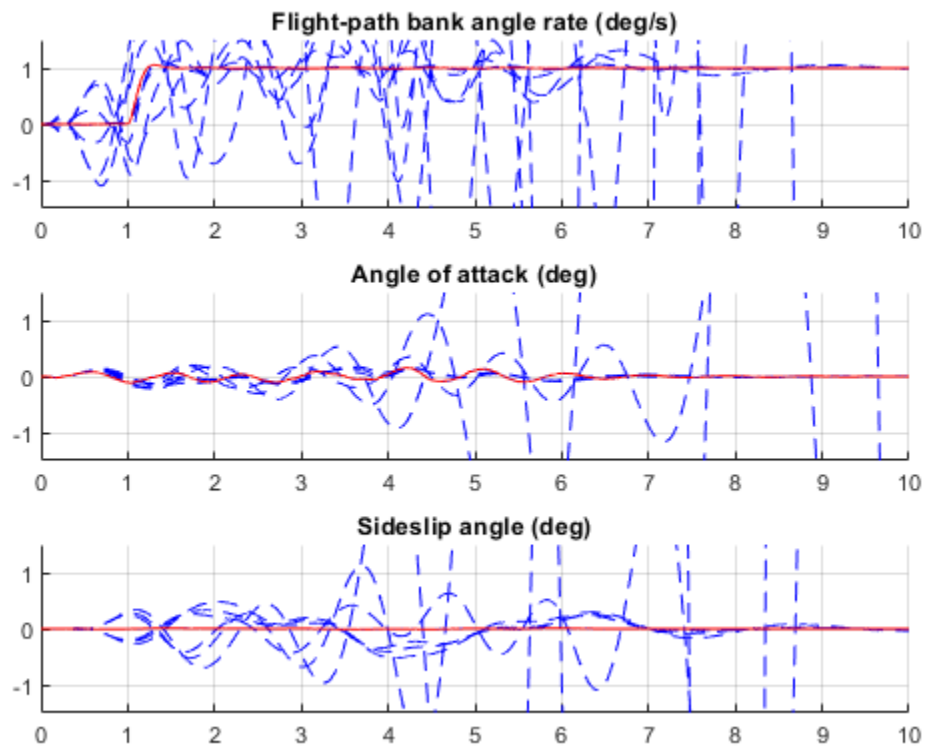 Flight-path bank angle rate (deg/s)
1
0
-1
0 1 2 3 4 5 6 7 8 9 10
Angle of attack (deg)
1
0
-1
0 1 2 3 4 5 6 7 8 9 10
Sideslip angle (deg)
1
0
-1
0 1 2 3 4 5 6 7 8 9 10